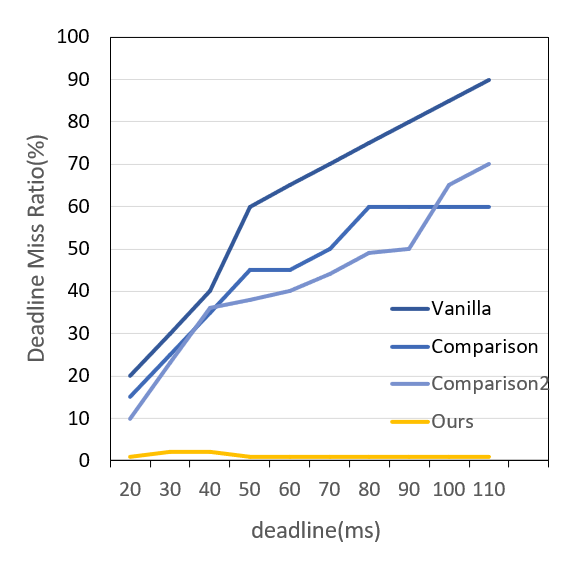 100
90
80
70
60
50
40
30
20
10
0
Deadline Miss Ratio(%)
Vanilla
Comparison
Comparison2
Ours
20 30 40 50 60 70 80 90 100 110
deadline(ms)